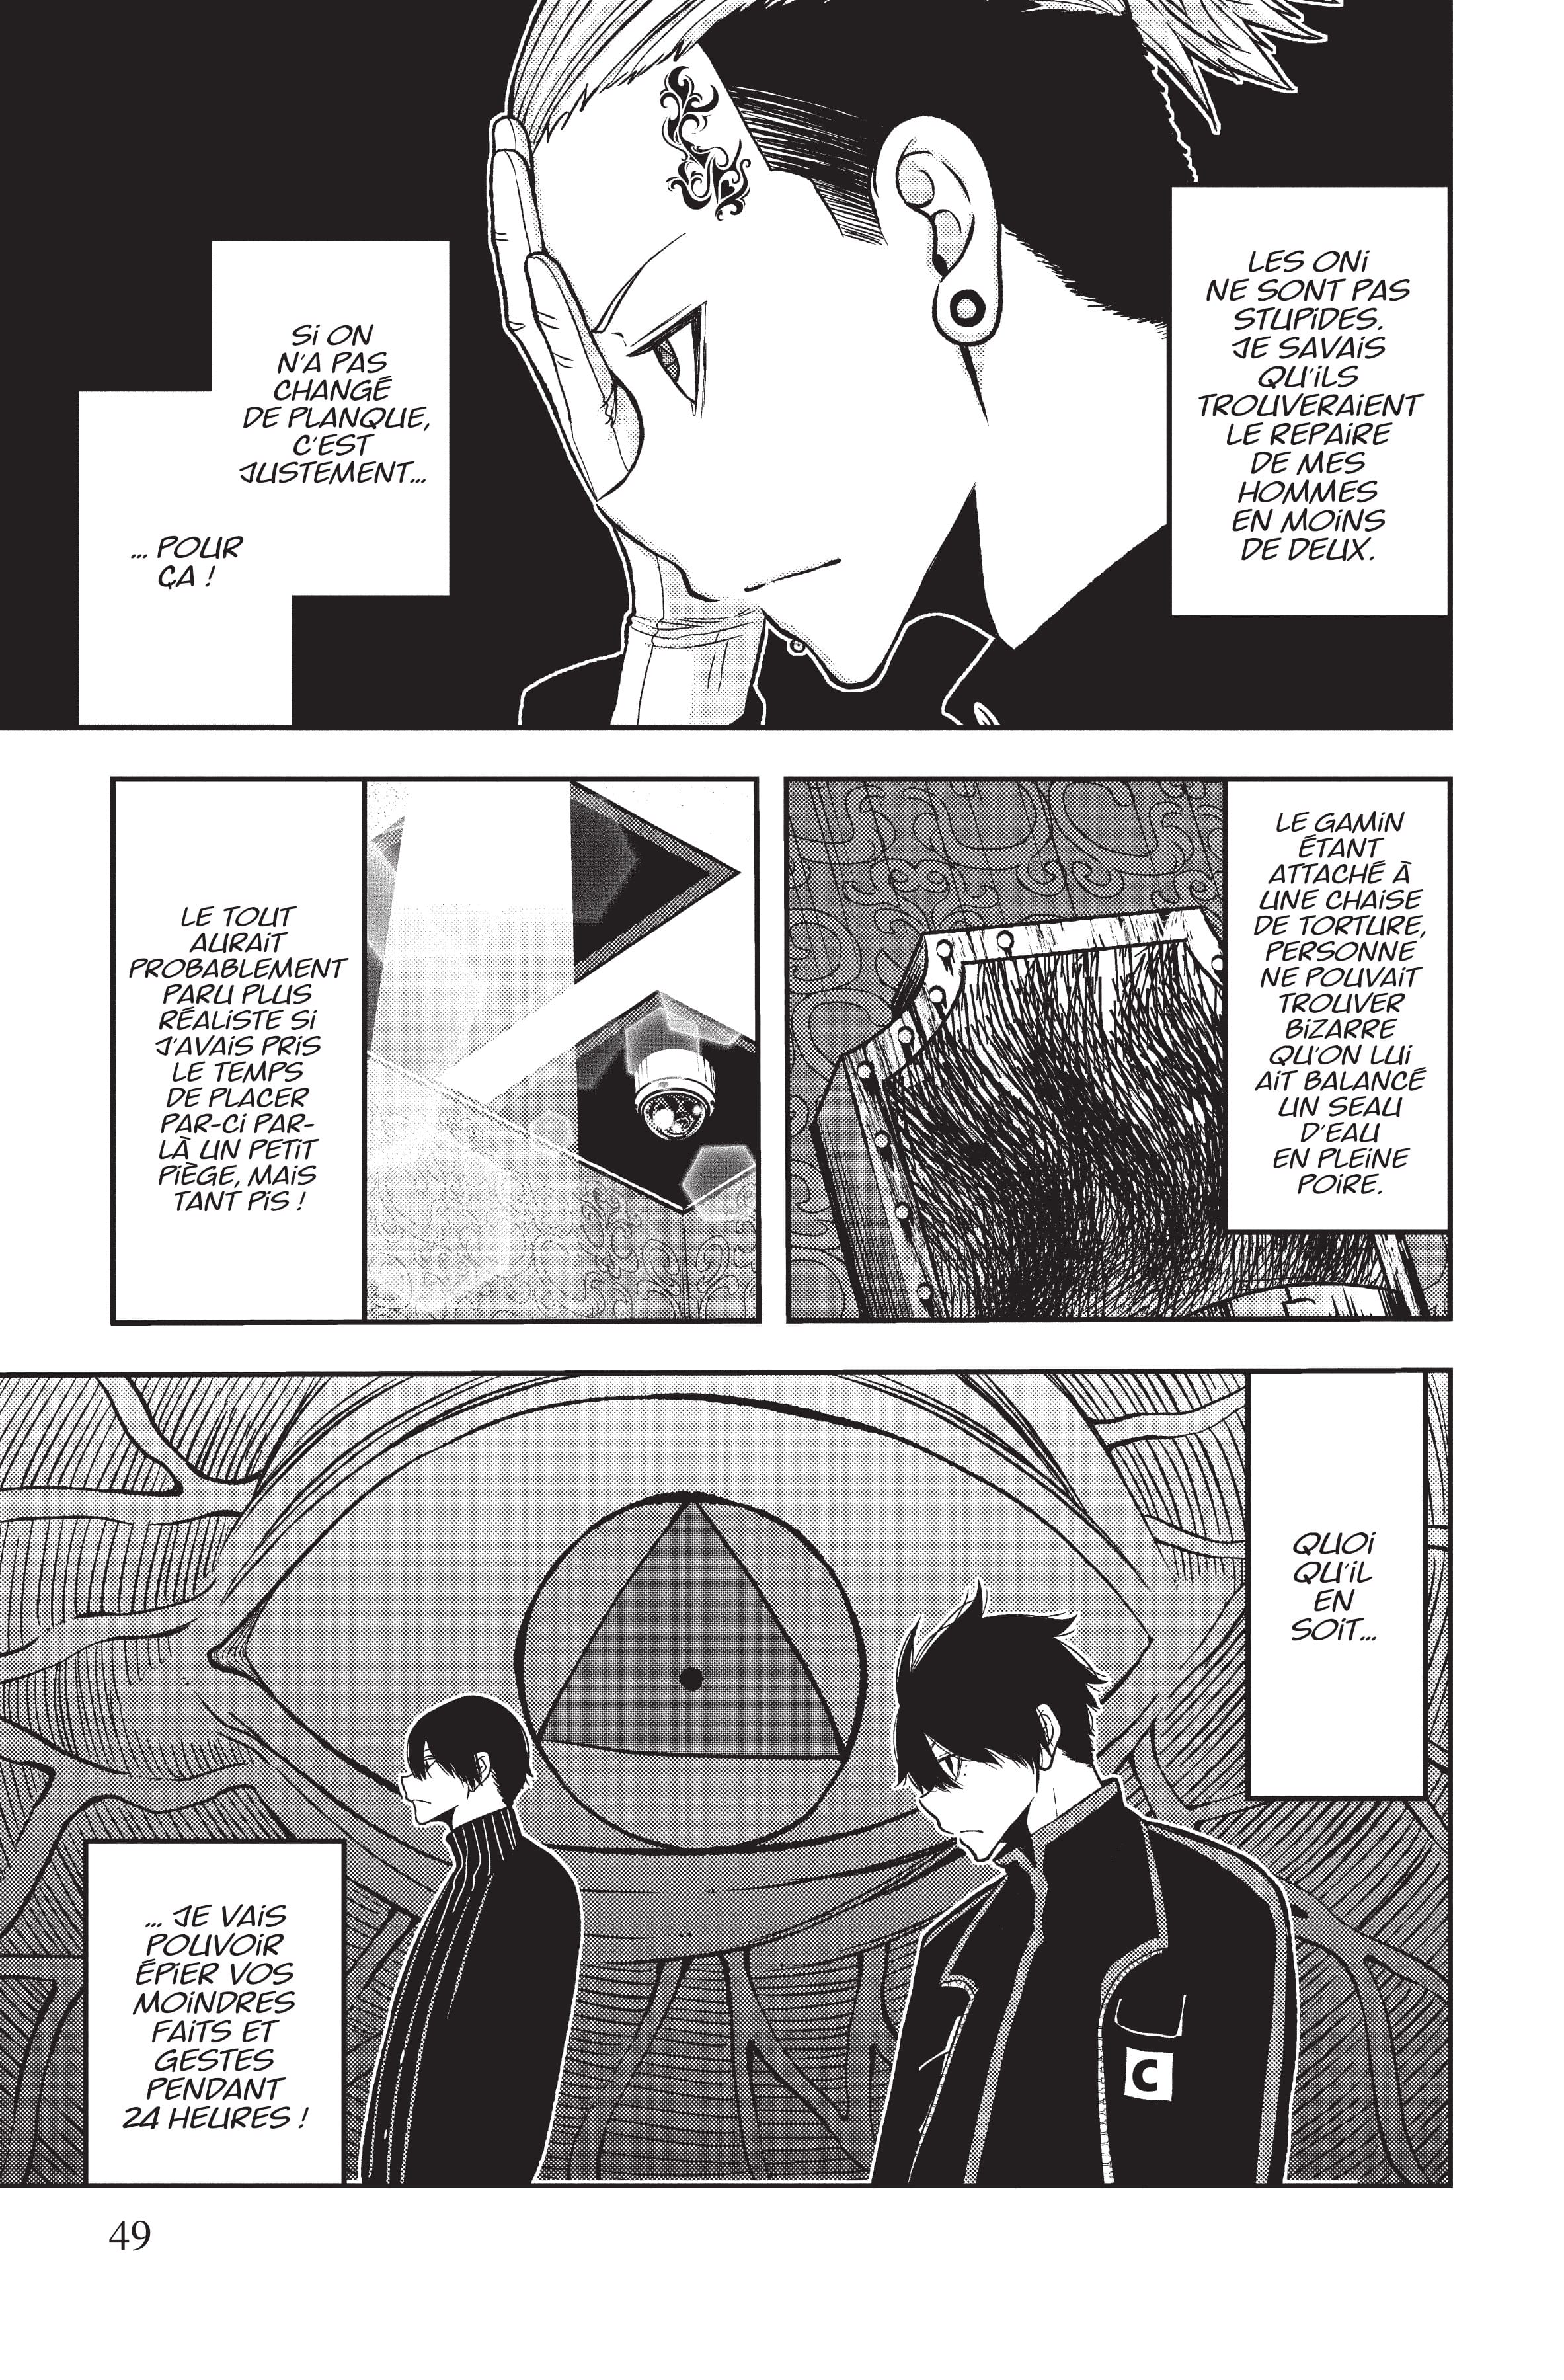 LES ONI
NE SONT PAS
STUPIDES.
JE SAVAIS
QU'ILS
TROUVERAIENT
LE REPAIRE
DE MES
HOMMES
EN MOINS
DE DEUX.
SI ON
N'A PAS
CHANGÉ
DE PLANQUE,
C'EST
JUSTEMENT...
... POUR
ÇA !
LE GAMIN
ÉTANT
ATTACHÉ À
UNE CHAISE
DE TORTURE,
PERSONNE
NE POUVAIT
TROUVER
BIZARRE
QU'ON LUI
AIT BALANCÉ
UN SEAU
D'EAU
EN PLEINE
POIRE.
LE TOUT
AURAIT
PROBABLEMENT
PARU PLUS
RÉALISTE SI
J'AVAIS PRIS
LE TEMPS
DE PLACER
PAR-CI PAR-
LÀ UN PETIT
PIÈGE, MAIS
TANT PIS !
QUOI
QU'IL
EN
SOIT...
C
... JE VAIS
POUVOIR
ÉPIER VOS
MOINDRES
FAITS ET
GESTES
PENDANT
24 HEURES !
49